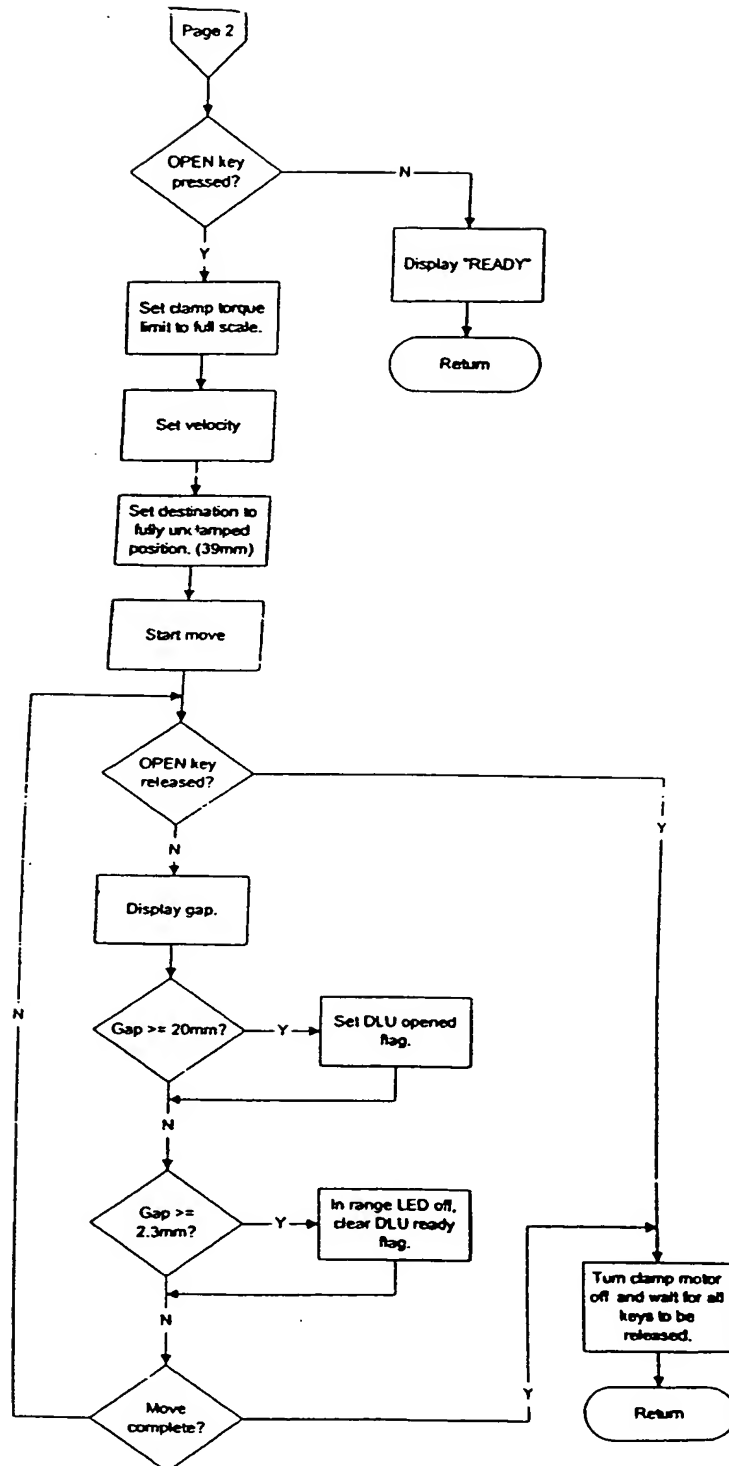 Page 2
OPEN key
pressed?
N
Y
Display "READY"
Set clamp torque
limit to full scale.
Return
Set velocity
Set destination to
fully unclamped
position. (39mm)
Start move
OPEN key
released?
Y
N
Display gap.
N
Gap >= 20mm?
Y
Set DLU opened
flag.
N
Gap >=
2.3mm?
Y
In range LED off,
clear DLU ready
flag.
N
Turn clamp motor
off and wait for all
keys to be
released.
Move
complete?
Y
Return